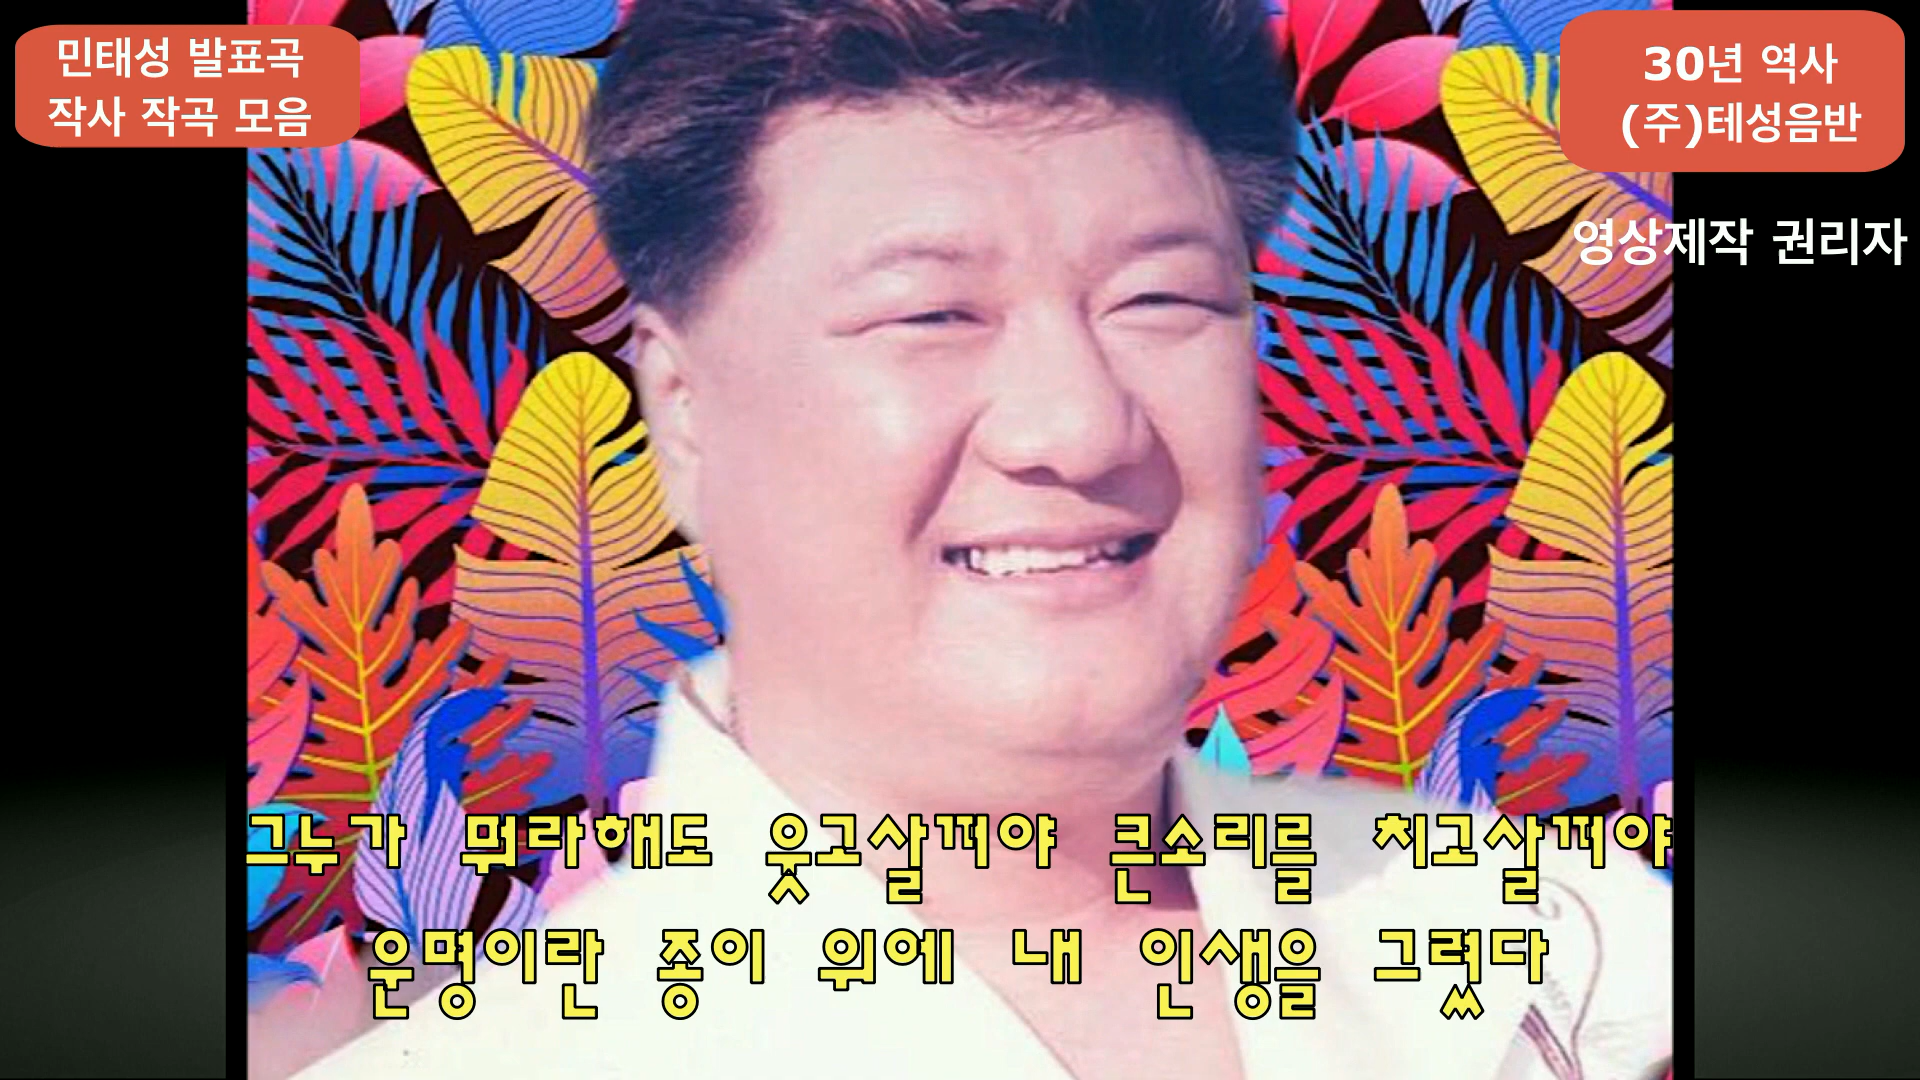 민태성 발표곡
작사 작곡 모음
30년 역사
(주)테성음반
영상제작 권리자
그누가 뭐라해도 웃고살꺼야 큰소리를 치고살꺼야
운명이란 종이 위에 내 인생을 그렸다